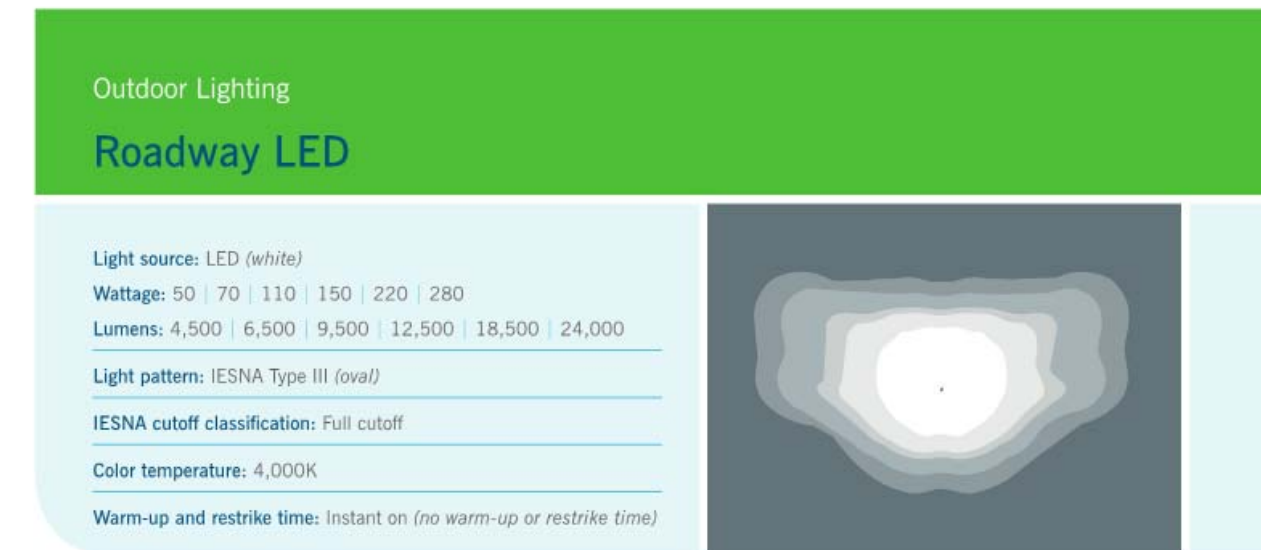 Outdoor Lighting
Roadway LED
Light source: LED (white)
Wattage: 50 | 70 | 110 | 150 | 220 | 280
Lumens: 4,500 | 6,500 | 9,500 | 12,500 | 18,500 | 24,000
Light pattern: IESNA Type III (oval)
IESNA cutoff classification: Full cutoff
Color temperature: 4,000K
Warm-up and restrike time: Instant on (no warm-up or restrike time)